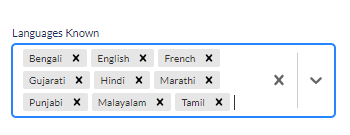 Languages Known
Bengali × English × French ×
Gujarati × Hindi × Marathi ×
Punjabi × Malayalam × Tamil ×